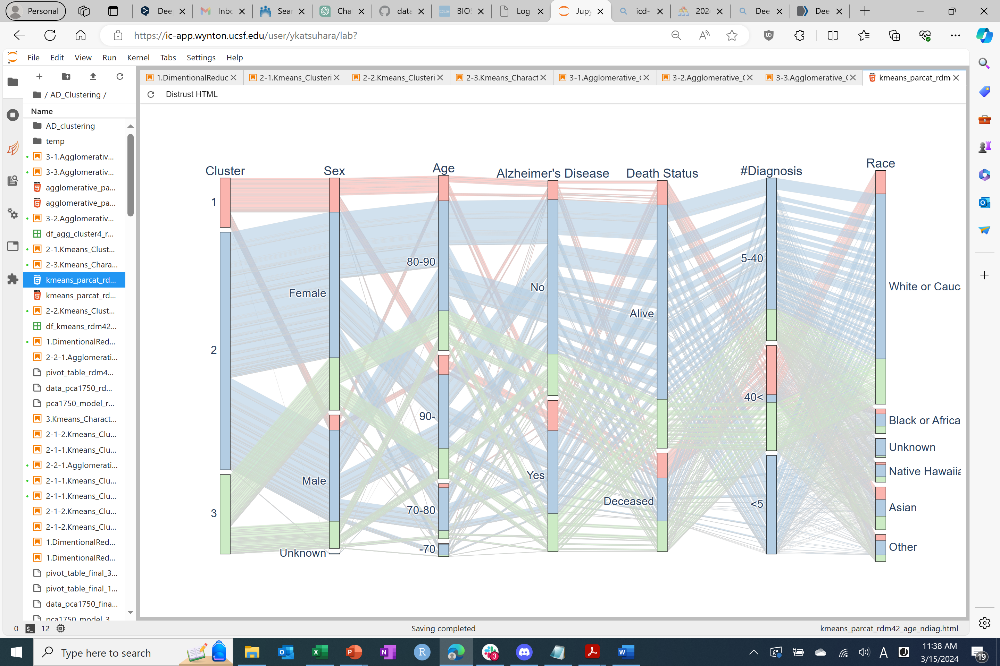 Personal
Dee
Inbc
Sear
Cha
data
BIO
Log
Jupy
icd-
202
Dee
Dee
https://ic-app.wynton.ucsf.edu/user/ykatsuhara/lab?
File Edit View Run Kernel Tabs Settings Help
1.DimentionalReduc
2-1.Kmeans_Clusteri
2-2.Kmeans_Clusteri
2-3.Kmeans_Charact
3-1.Agglomerative_(
3-2.Agglomerative_(
3-3.Agglomerative_(
kmeans_parcat_rdm
Distrust HTML
/ AD_Clustering /
Name
AD_clustering
temp
3-1.Agglomerativ...
3-3.Agglomerativ...
agglomerative_pa...
agglomerative_pa...
3-2.Agglomerativ...
df_agg_cluster4_r...
2-1.Kmeans_Clust...
2-3.Kmeans_Chara...
kmeans_parcat_rd...
kmeans_parcat_rd...
2-2.Kmeans_Clust...
df_kmeans_rdm42...
1.DimentionalRed...
2-2-1.Agglomerati...
pivot_table_rdm4...
data_pca1750_rd...
pca1750_model_r...
3.Kmeans_Charact...
2-1-2.Kmeans_Clu...
2-1-1.Kmeans_Clu...
2-2-1.Agglomerati...
2-1-1.Kmeans_Clu...
2-1-1.Kmeans_Clu...
2-1-2.Kmeans_Clu...
2-1-2.Kmeans_Clu...
1.DimentionalRed...
1.DimentionalRed...
pivot_table_final_3...
pivot_table_final_1...
data_pca1750_fina...
pca1750_model_3
Cluster
1
2
3
Sex
Female
Male
Unknown
Age
80-90
90-
70-80
-70
Alzheimer's Disease
No
Yes
Death Status
Alive
Deceased
#Diagnosis
5-40
40<
<5
Race
White or Cauca
Black or Africa
Unknown
Native Hawaiia
Asian
Other
0
12
Saving completed
kmeans_parcat_rdm42_age_ndiag.html
Type here to search
3
11:38 AM
3/15/2024
19